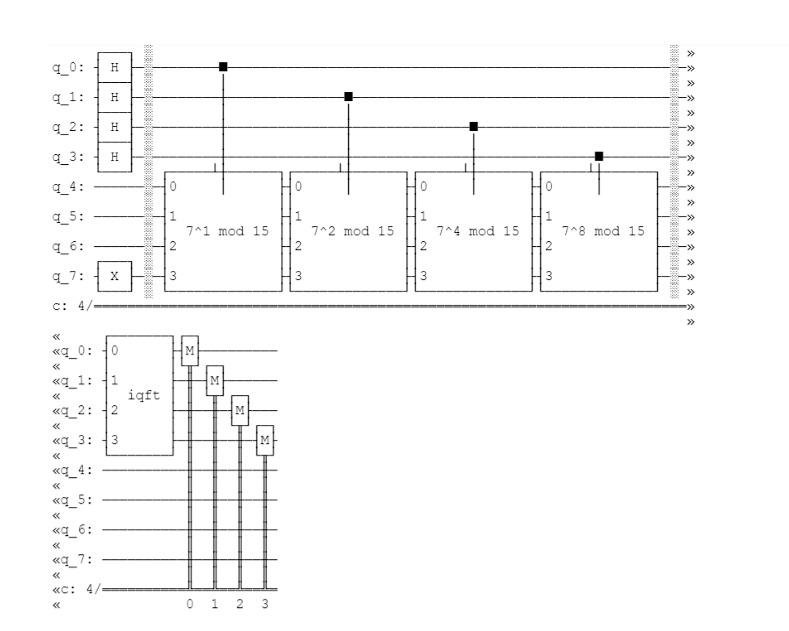 »
q_0: H »
»
q_1: H »
»
q_2: H »
»
q_3: H »
»
q_4: 0 0 0 0 »
»
q_5: 1 1 1 1 »
7^1 mod 15 7^2 mod 15 7^4 mod 15 7^8 mod 15 »
q_6: 2 2 2 2 »
»
q_7: X 3 3 3 3 »
»
c: 4/ »
»
«
«q_0: 0 M
«
«q_1: 1 M
« iqft
«q_2: 2 M
«
«q_3: 3 M
«
«q_4:
«
«q_5:
«
«q_6:
«
«q_7:
«
«c: 4/
« 0 1 2 3